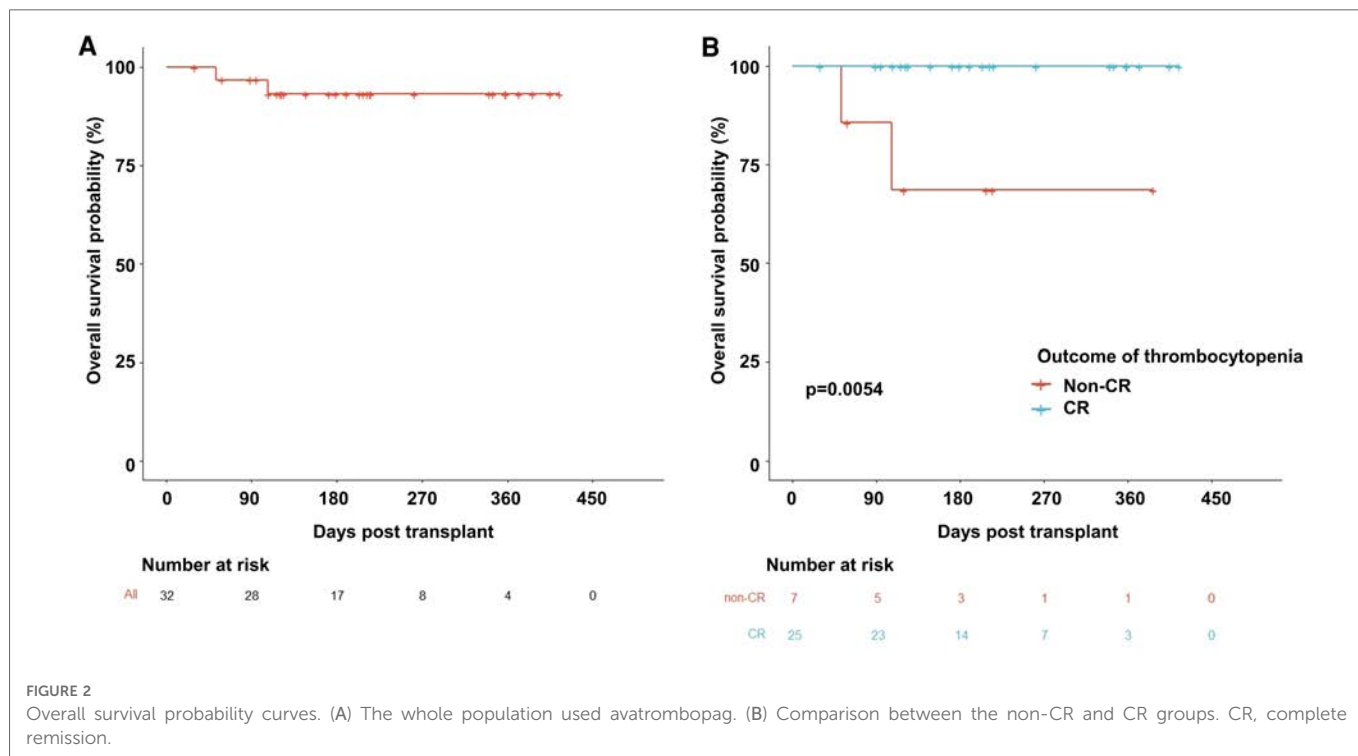 A
Overall survival probability (%)
100
75
50
25
0
0 90 180 270 360 450
Days post transplant
Number at risk
All 32 28 17 8 4 0
B
Overall survival probability (%)
100
75
50
25
0
p=0.0054
Outcome of thrombocytopenia
Non-CR
CR
0 90 180 270 360 450
Days post transplant
Number at risk
non-CR 7 5 3 1 1 0
CR 25 23 14 7 3 0
FIGURE 2
Overall survival probability curves. (A) The whole population used avatrombopag. (B) Comparison between the non-CR and CR groups. CR, complete
remission.